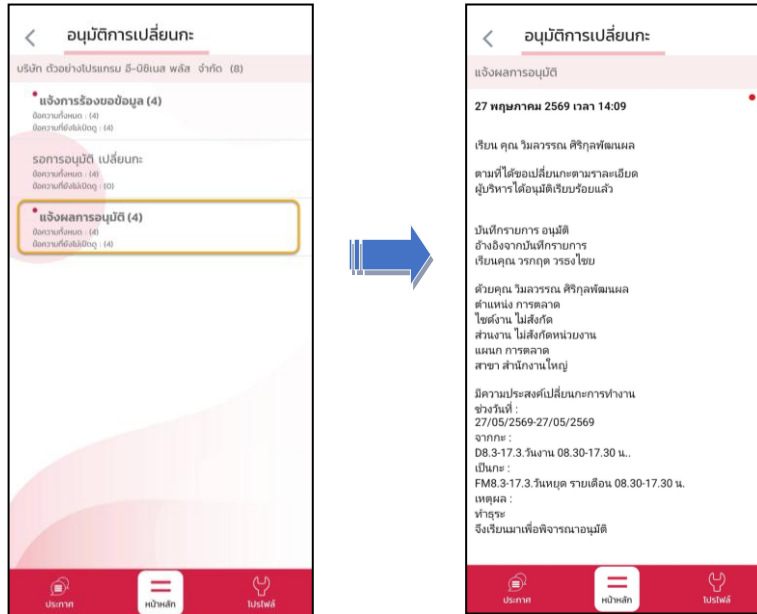 อนุมัติการเปลี่ยนกะ
บริษัท ตัวอย่างโปรแกรม อี-บิซิเนส พลัส จำกัด (8)
แจ้งการร้องขอข้อมูล (4)
ข้อความทั้งหมด : (4)
ข้อความที่ยังไม่เปิดดู : (4)
รอการอนุมัติ เปลี่ยนกะ
ข้อความทั้งหมด : (4)
ข้อความที่ยังไม่เปิดดู : (0)
แจ้งผลการอนุมัติ (4)
ข้อความทั้งหมด : (4)
ข้อความที่ยังไม่เปิดดู : (4)
ประกาศ
หน้าหลัก
โปรไฟล์
อนุมัติการเปลี่ยนกะ
แจ้งผลการอนุมัติ
27 พฤษภาคม 2569 เวลา 14:09
เรียน คุณ วิมลวรรณ ศิริกุลพัฒนผล
ตามที่ได้ขอเปลี่ยนกะตามราละเอียด
ผู้บริหารได้อนุมัติเรียบร้อยแล้ว
บันทึกรายการ อนุมัติ
อ้างอิงจากบันทึกรายการ
เรียนคุณ วรกฤต วรธงไชย
ด้วยคุณ วิมลวรรณ ศิริกุลพัฒนผล
ตำแหน่ง การตลาด
ไซต์งาน ไม่สังกัด
ส่วนงาน ไม่สังกัดหน่วยงาน
แผนก การตลาด
สาขา สำนักงานใหญ่
มีความประสงค์เปลี่ยนกะการทำงาน
ช่วงวันที่ :
27/05/2569-27/05/2569
จากกะ :
D8.3-17.3.วันงาน 08.30-17.30 น..
เป็นกะ :
FM8.3-17.3.วันหยุด รายเดือน 08.30-17.30 น.
เหตุผล :
ทำธุระ
จึงเรียนมาเพื่อพิจารณาอนุมัติ
ประกาศ
หน้าหลัก
โปรไฟล์